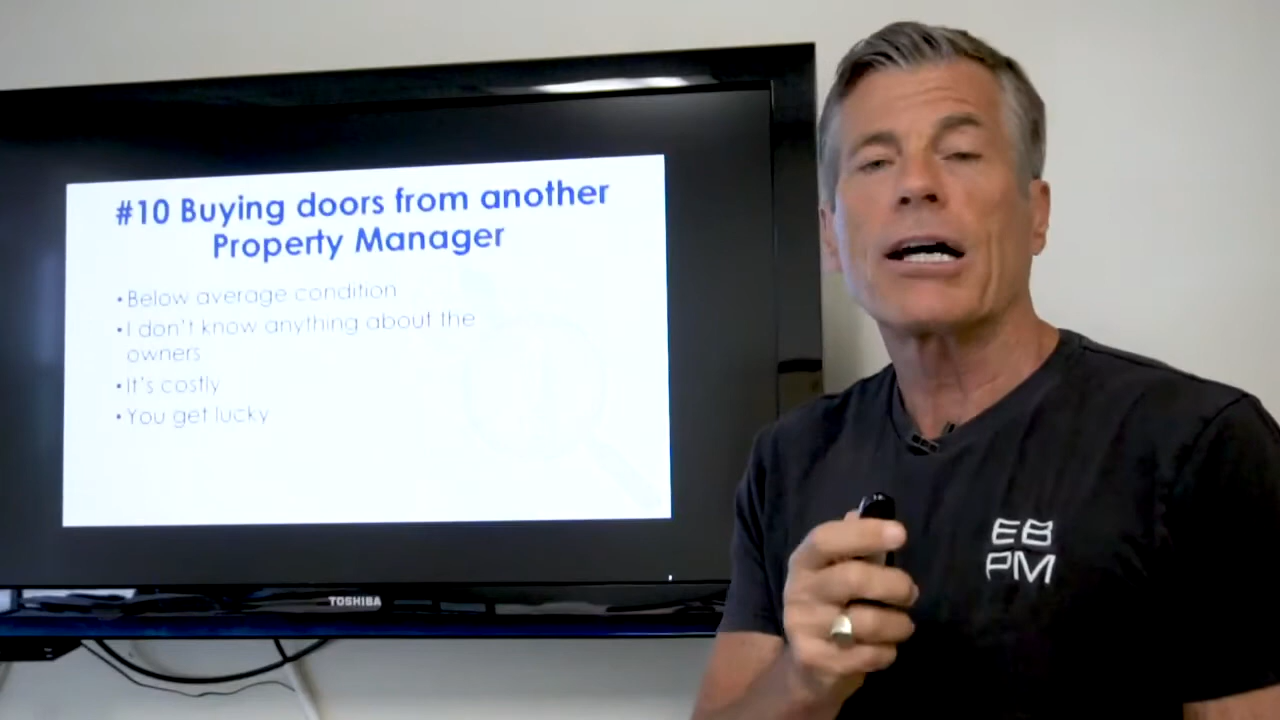 #10 Buying doors from another
Property Manager
•Below average condition
•I don't know anything about the
owners
•It's costly
•You get lucky
TOSHIBA
EB
PM